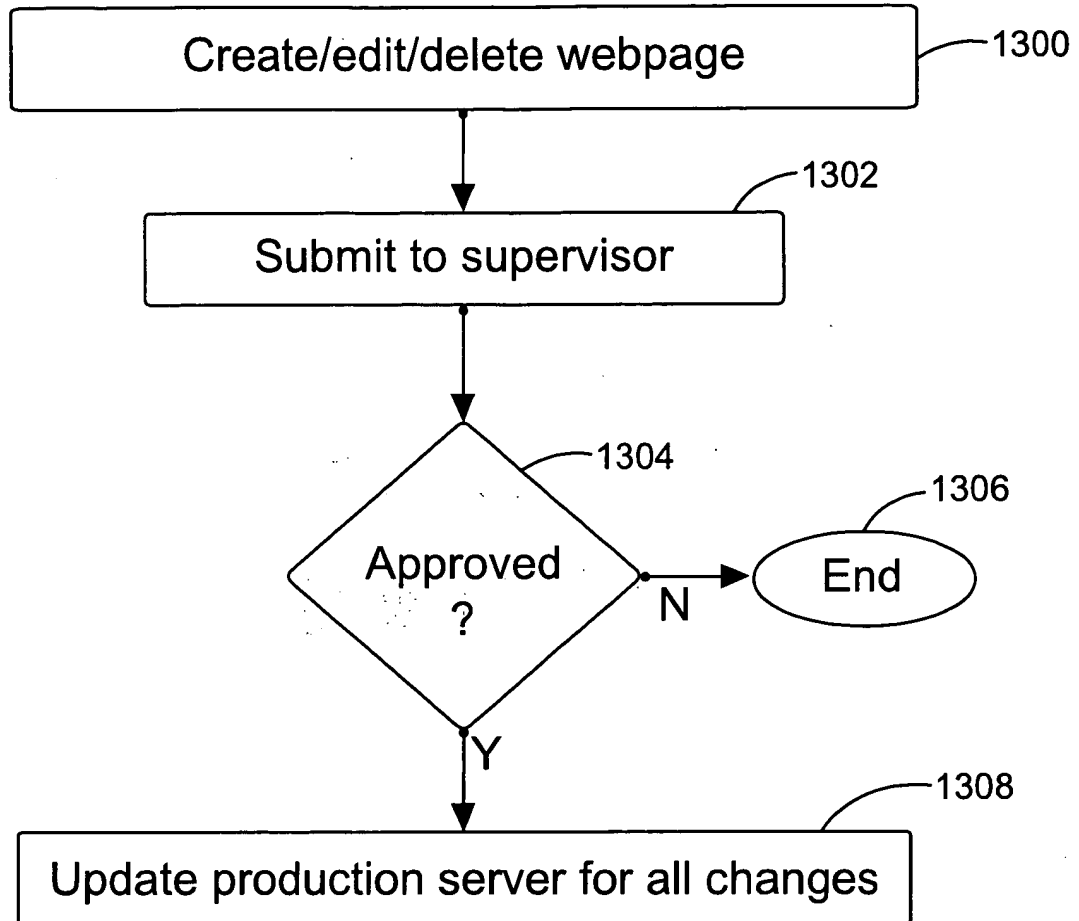 Create/edit/delete webpage
1300
1302
Submit to supervisor
1304
Approved
?
1306
End
N
Y
1308
Update production server for all changes